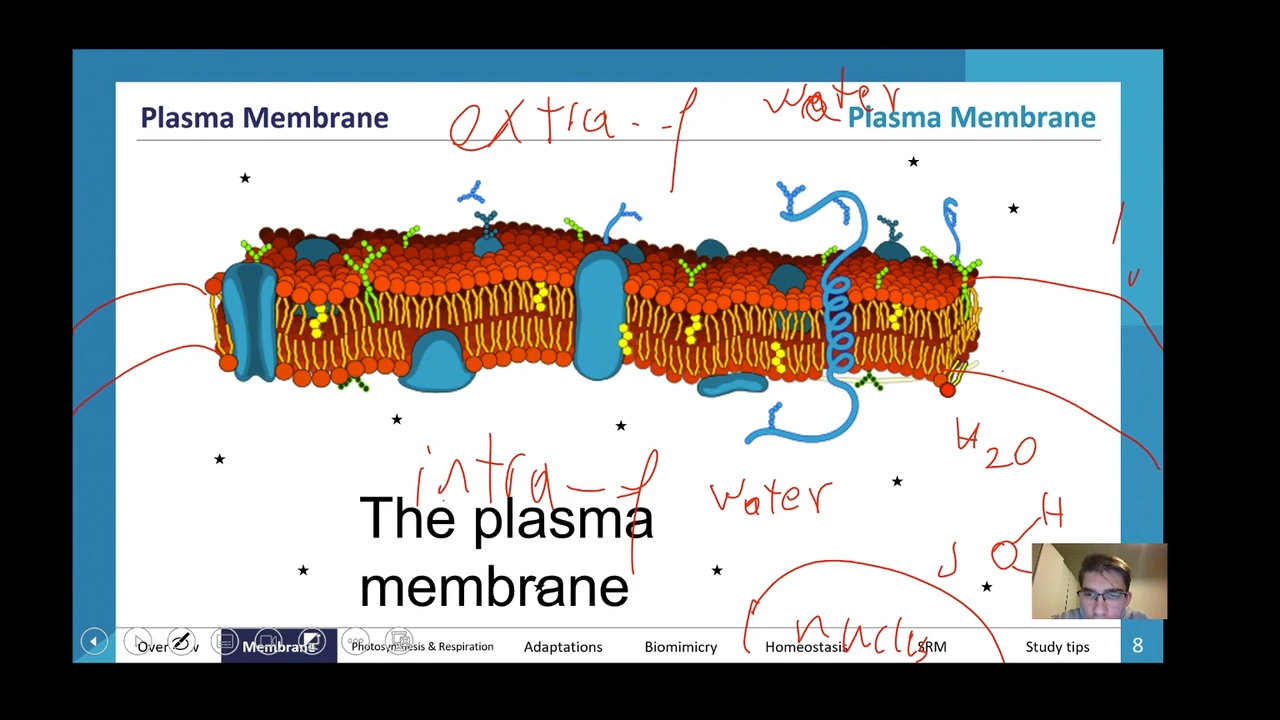 Plasma Membrane
extra - f
water
Plasma Membrane
H2O
intra - f
water
The plasma
membrane
H
O
Overview
Membrane
Photosynthesis & Respiration
Adaptations
Biomimicry
Homeostasis
SRM
Study tips
8